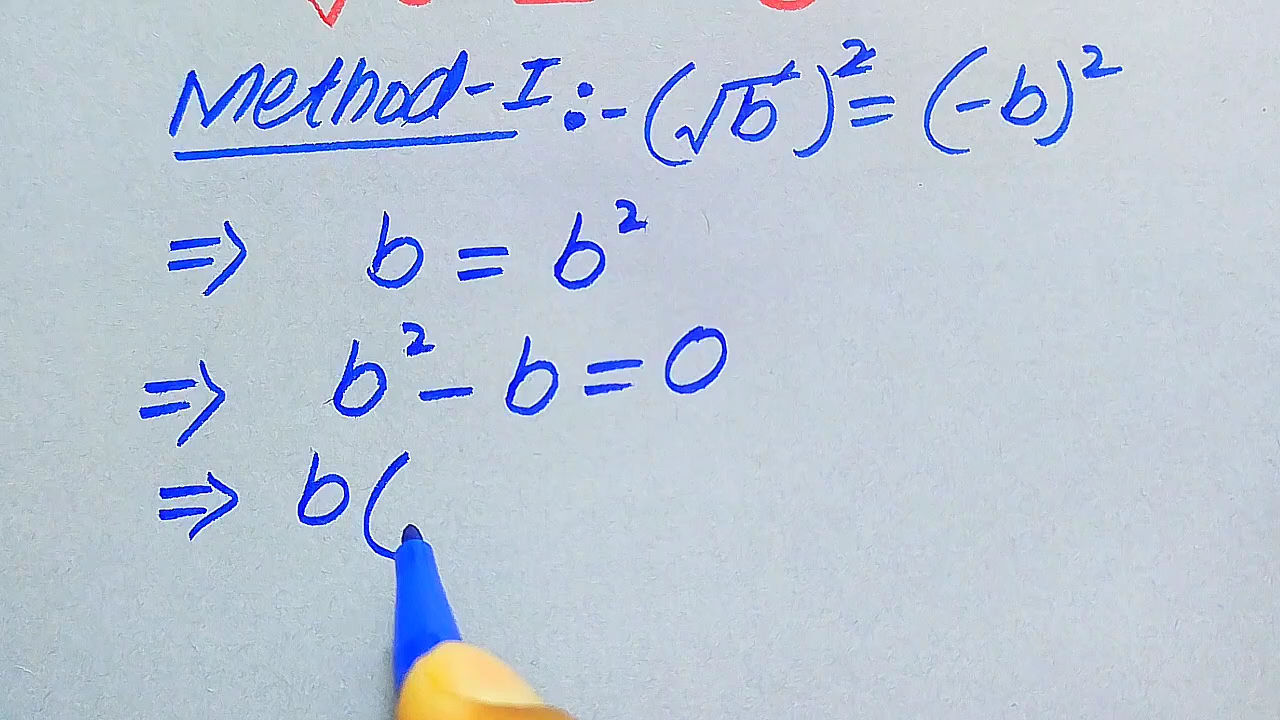 Method-I :- (√b)² = (-b)²
=> b = b²
=> b² - b = 0
=> b (